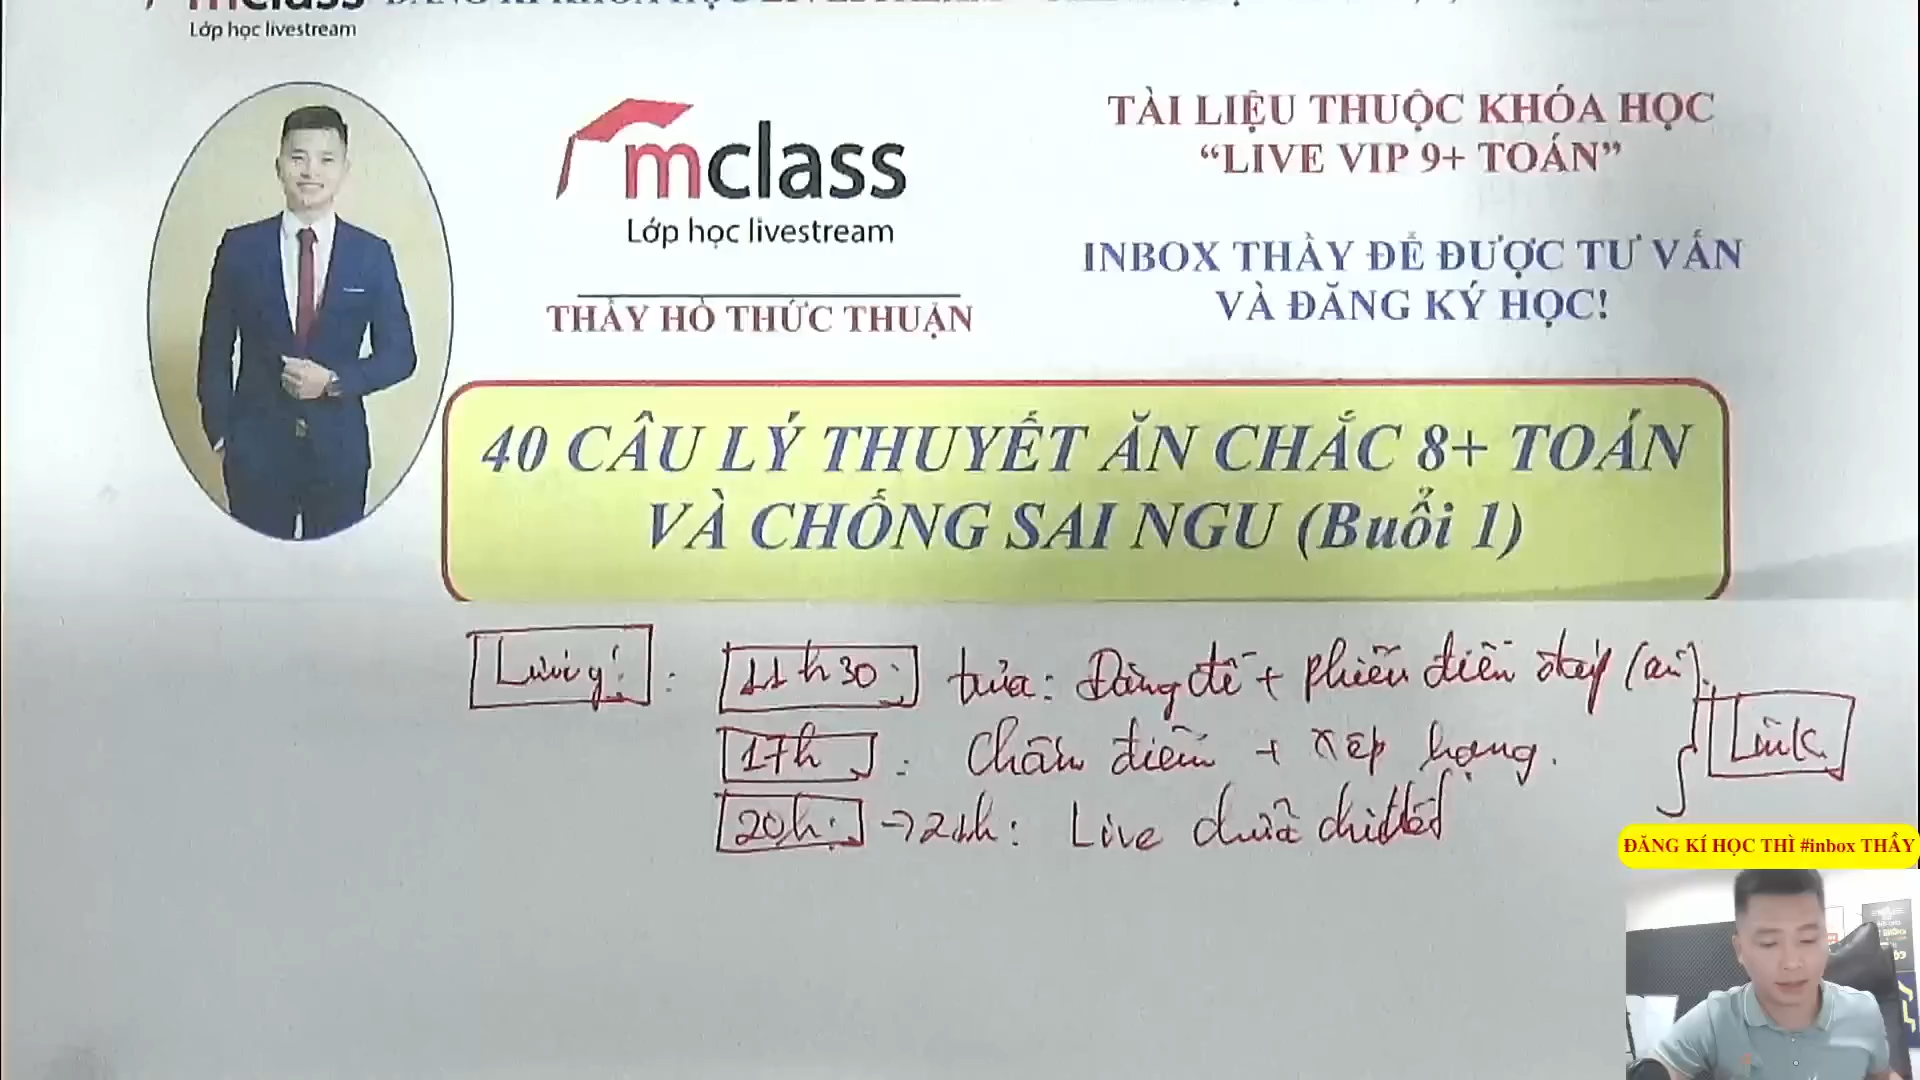 mclass
Lớp học livestream
mclass
Lớp học livestream
THẦY HỒ THỨC THUẬN
TÀI LIỆU THUỘC KHÓA HỌC
“LIVE VIP 9+ TOÁN”
INBOX THẦY ĐỂ ĐƯỢC TƯ VẤN
VÀ ĐĂNG KÝ HỌC!
40 CÂU LÝ THUYẾT ĂN CHẮC 8+ TOÁN
VÀ CHỐNG SAI NGU (Buổi 1)
Lưu ý :
11h30 trưa: Đăng đề + phiếu điền
17h : Chấm điểm + xếp hạng.
Link
20h → 21h: Live chữa chi tiết
ĐĂNG KÍ HỌC THÌ #inbox THẦY